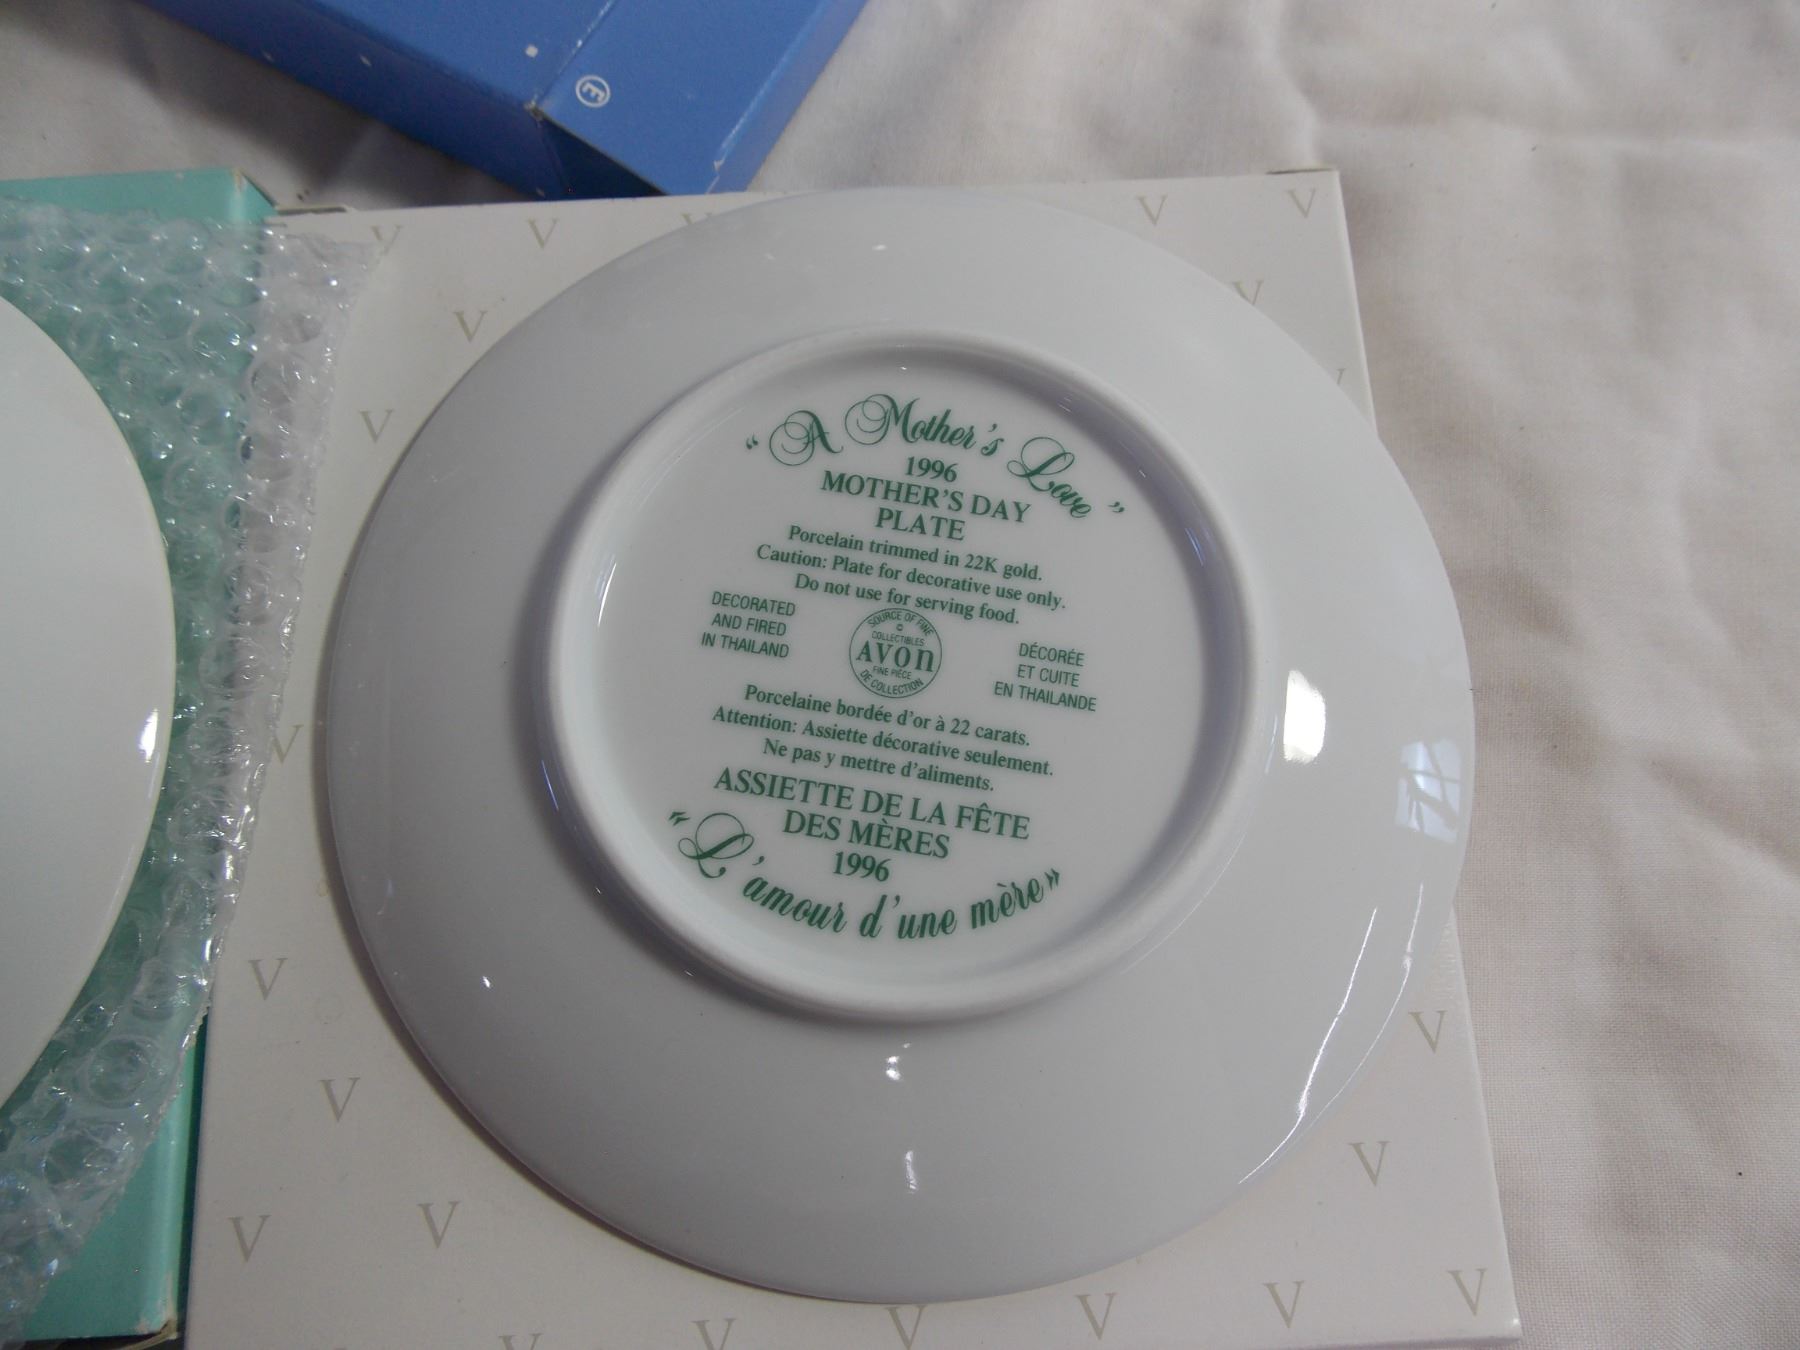 “A Mother's Love”
1996
MOTHER'S DAY
PLATE
Porcelain trimmed in 22K gold.
Caution: Plate for decorative use only.
Do not use for serving food.
DECORATED
AND FIRED
IN THAILAND
SOURCE OF FINE
©
COLLECTIBLES
AVON
FINE PIÈCE
DE COLLECTION
DÉCORÉE
ET CUITE
EN THAILANDE
Porcelaine bordée d'or à 22 carats.
Attention: Assiette décorative seulement.
Ne pas y mettre d'aliments.
ASSIETTE DE LA FÊTE
DES MÈRES
1996
«L'amour d'une mère»
E
V V V V
V V
V
V
V V
V V
V V
V V V V V